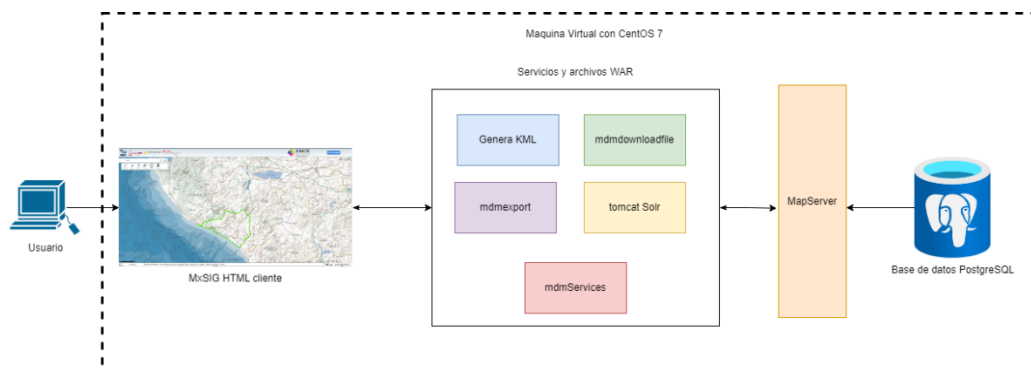 Maquina Virtual con CentOS 7
Servicios y archivos WAR
Genera KML
mdmdownloadfile
mdmexport
tomcat Solr
mdmServices
MapServer
Usuario
MxSIG HTML cliente
Base de datos PostgreSQL